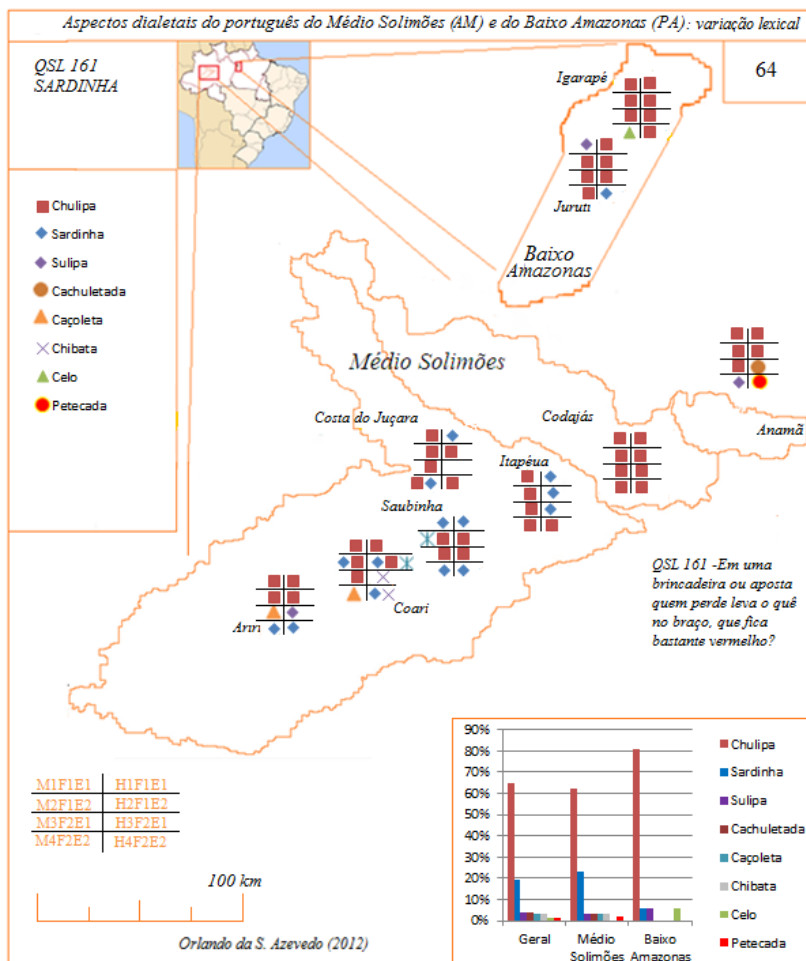 Aspectos dialetais do português do Médio Solimões (AM) e do Baixo Amazonas (PA): variação lexical
QSL 161
SARDINHA
64
Igarapé
Juruti
Baixo
Amazonas
Chulipa
Sardinha
Sulipa
Cachuletada
Caçoleta
Chibata
Celo
Petecada
Médio Solimões
Costa do Juçara
Codajás
Anamã
Itapéua
Saubinha
Coari
Ariri
QSL 161 -Em uma
brincadeira ou aposta
quem perde leva o quê
no braço, que fica
bastante vermelho?
M1F1E1 H1F1E1
M2F1E2 H2F1E2
M3F2E1 H3F2E1
M4F2E2 H4F2E2
100 km
Orlando da S. Azevedo (2012)
90%
80%
70%
60%
50%
40%
30%
20%
10%
0%
Geral
Médio
Solimões
Baixo
Amazonas
Chulipa
Sardinha
Sulipa
Cachuletada
Caçoleta
Chibata
Celo
Petecada